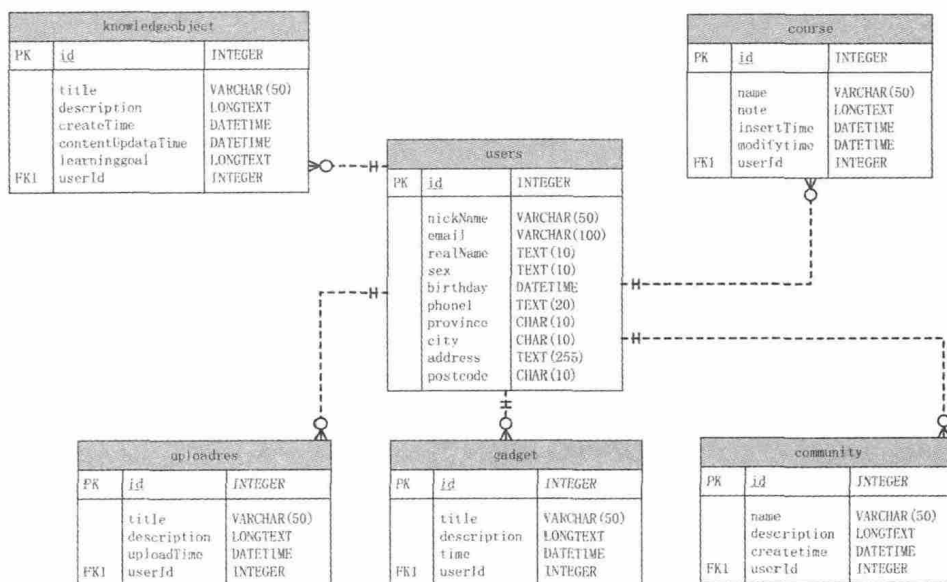 knowledgeobject
PK id INTEGER
title VARCHAR(50)
description LONGTEXT
createTime DATETIME
contentUpdataTime DATETIME
learninggoal LONGTEXT
FK1 userId INTEGER
course
PK id INTEGER
name VARCHAR(50)
note LONGTEXT
insertTime DATETIME
modifytime DATETIME
FK1 userId INTEGER
users
PK id INTEGER
nickName VARCHAR(50)
email VARCHAR(100)
realName TEXT(10)
sex TEXT(10)
birthday DATETIME
phone1 TEXT(20)
province CHAR(10)
city CHAR(10)
address TEXT(255)
postcode CHAR(10)
uploadres
PK id INTEGER
title VARCHAR(50)
description LONGTEXT
uploadTime DATETIME
FK1 userId INTEGER
gadget
PK id INTEGER
title VARCHAR(50)
description LONGTEXT
time DATETIME
FK1 userId INTEGER
community
PK id INTEGER
name VARCHAR(50)
description LONGTEXT
createtime DATETIME
FK1 userId INTEGER